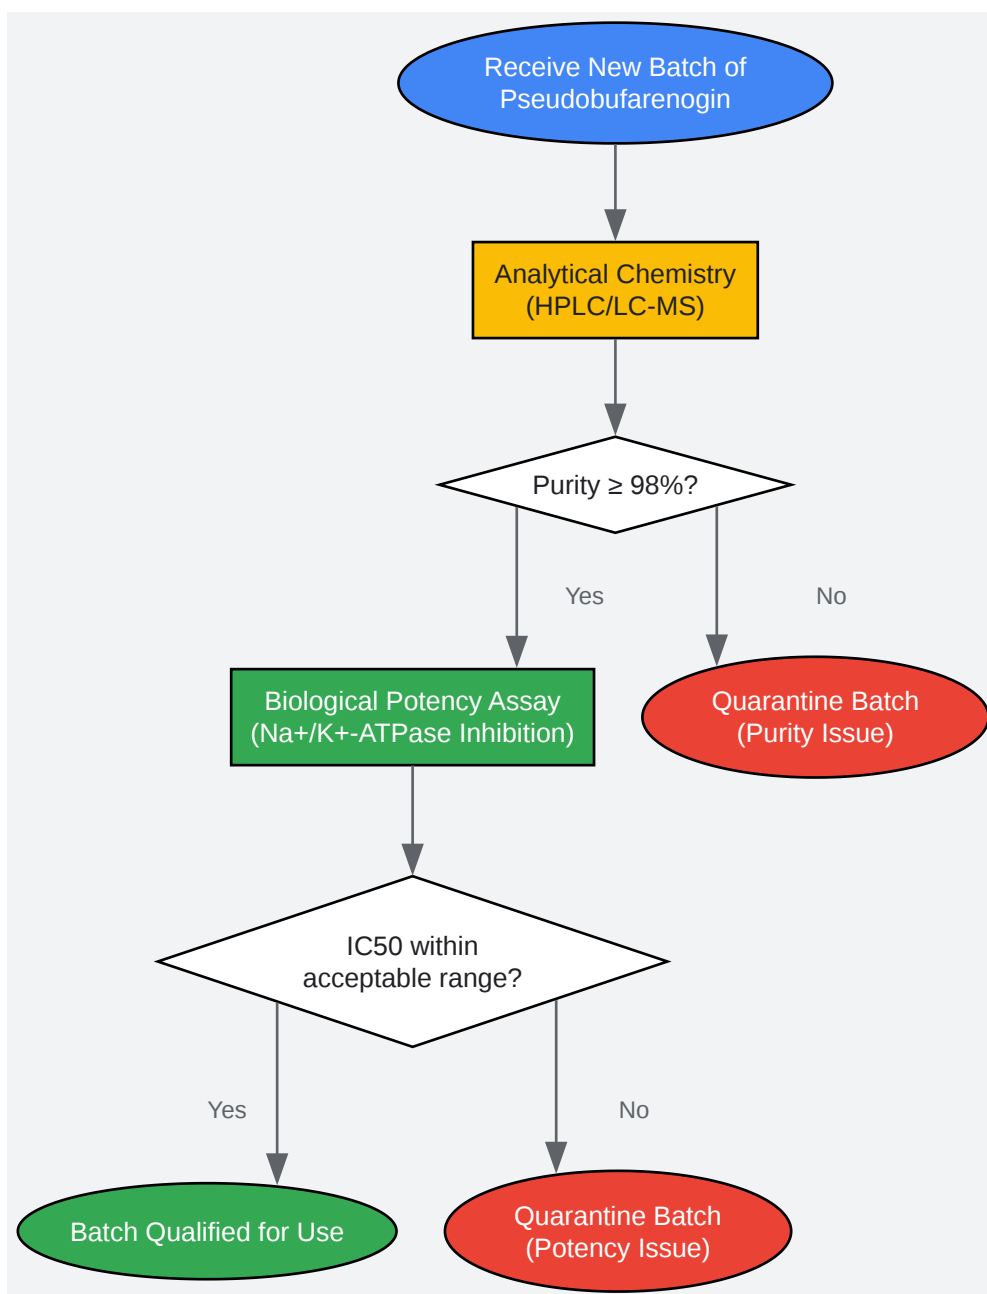 Receive New Batch of
Pseudobufarenogin
Analytical Chemistry
(HPLC/LC-MS)
Purity ≥ 98%?
Yes
No
Biological Potency Assay
(Na+/K+-ATPase Inhibition)
Quarantine Batch
(Purity Issue)
IC50 within
acceptable range?
Yes
No
Batch Qualified for Use
Quarantine Batch
(Potency Issue)